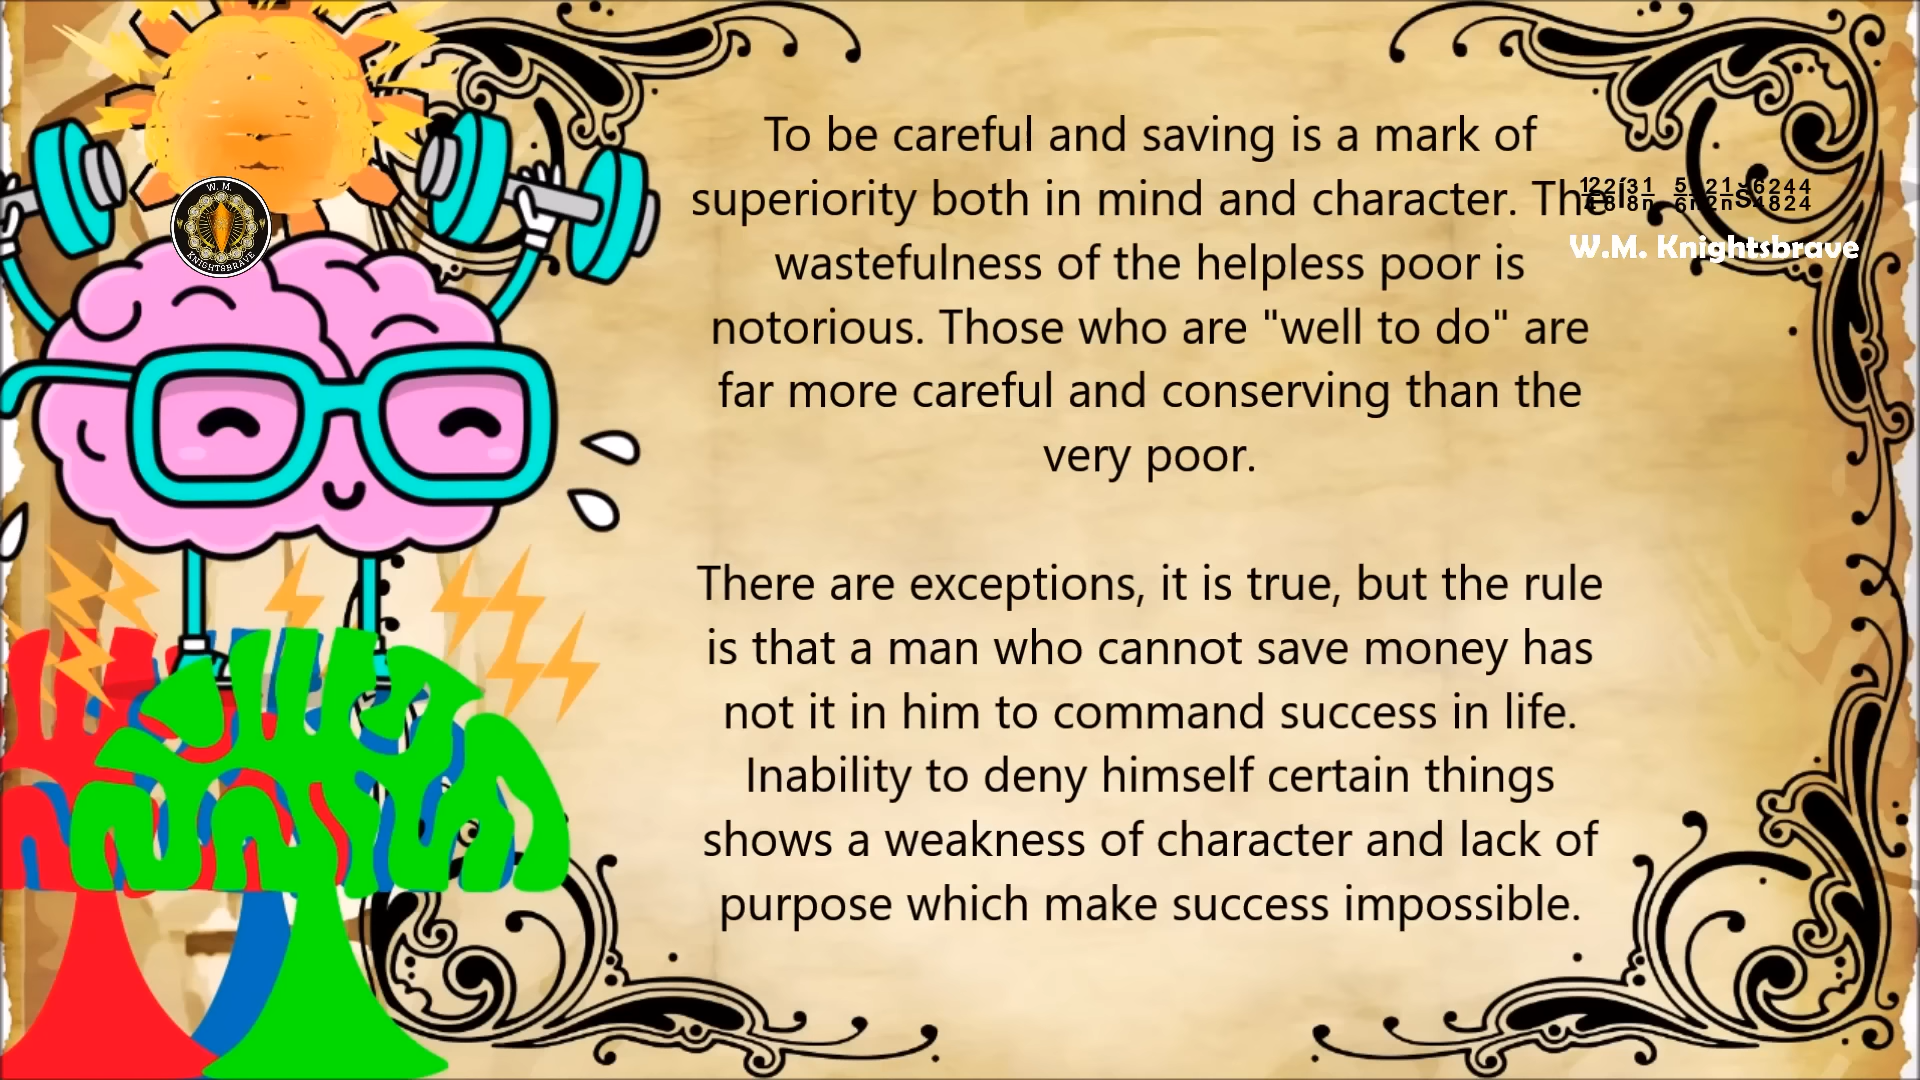 To be careful and saving is a mark of
superiority both in mind and character. The
wastefulness of the helpless poor is
notorious. Those who are "well to do" are
far more careful and conserving than the
very poor.
There are exceptions, it is true, but the rule
is that a man who cannot save money has
not it in him to command success in life.
Inability to deny himself certain things
shows a weakness of character and lack of
purpose which make success impossible.
W.M. Knightsbrave
W. M.
KNIGHTSBRAVE